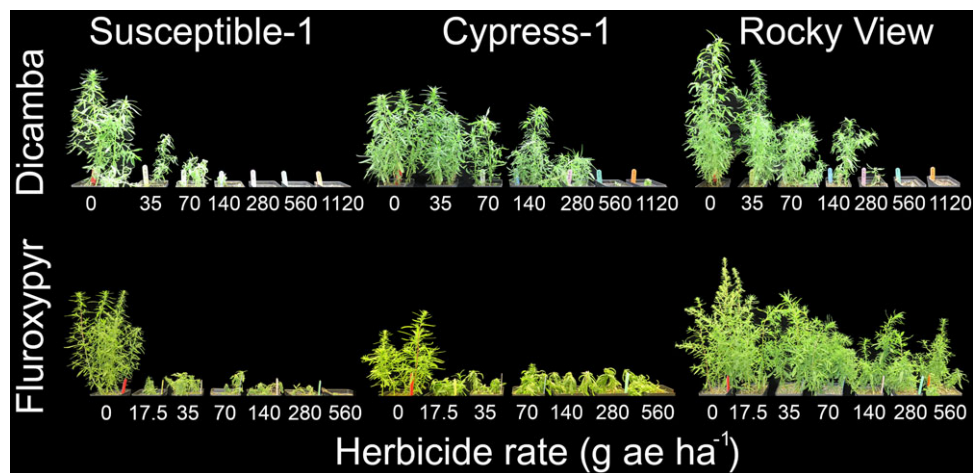 Susceptible-1 Cypress-1 Rocky View
Dicamba
0 35 70 140 280 560 1120 0 35 70 140 280 560 1120 0 35 70 140 280 560 1120
Fluroxypyr
0 17.5 35 70 140 280 560 0 17.5 35 70 140 280 560 0 17.5 35 70 140 280 560
Herbicide rate (g ae ha⁻¹)